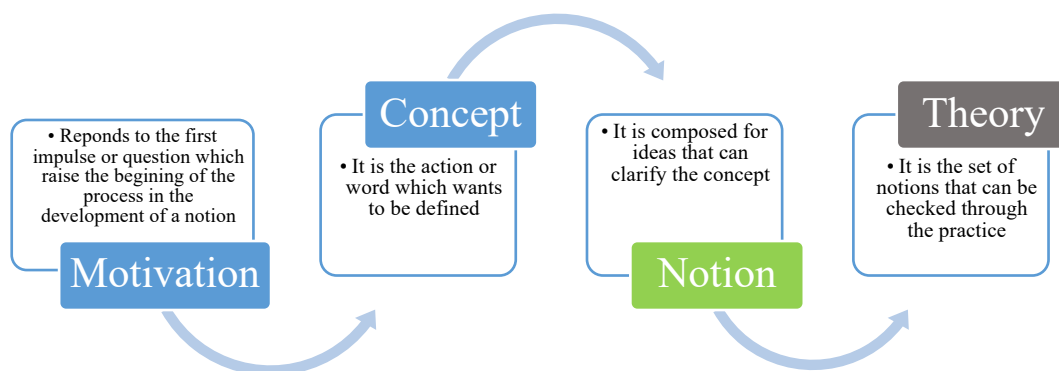 • Reponds to the first
impulse or question which
raise the begining of the
process in the
development of a notion
Motivation
Concept
• It is the action or
word which wants
to be defined
• It is composed for
ideas that can
clarify the concept
Notion
Theory
• It is the set of
notions that can be
checked through
the practice